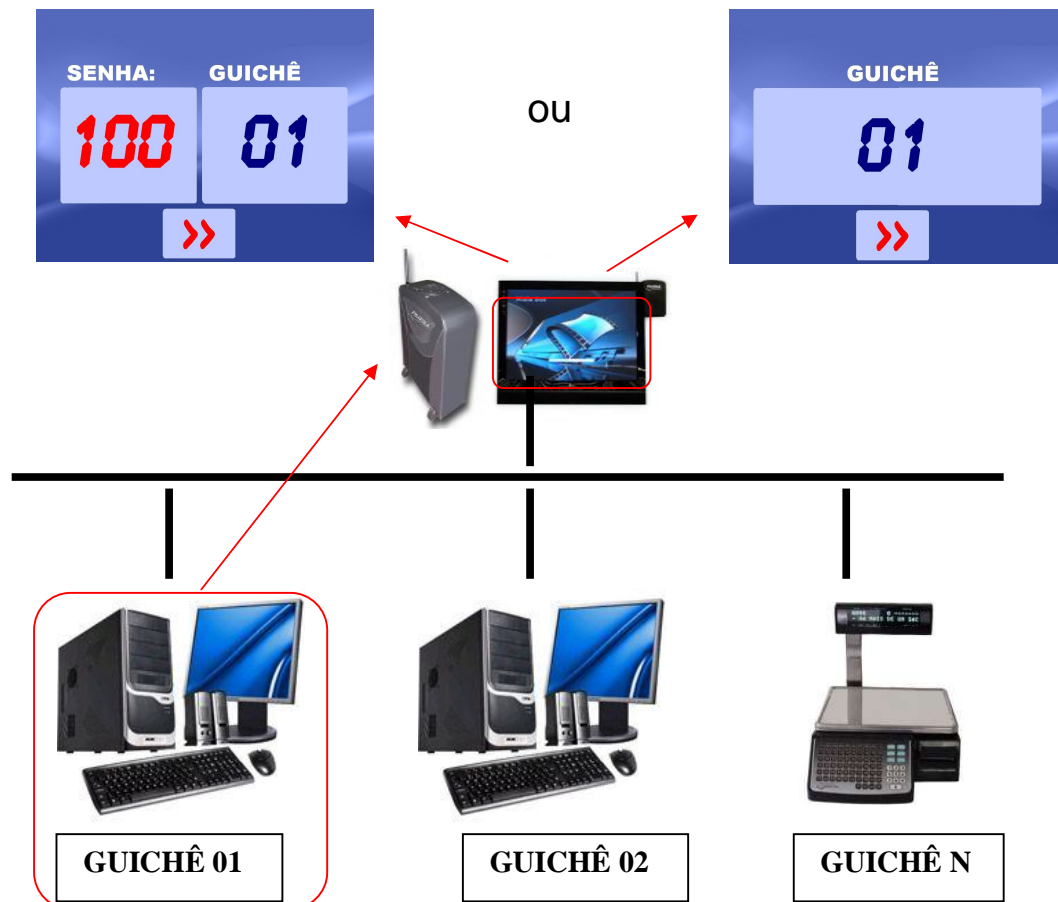 SENHA: GUICHÊ
100 01
>>
ou
GUICHÊ
01
>>
GUICHÊ 01
GUICHÊ 02
GUICHÊ N